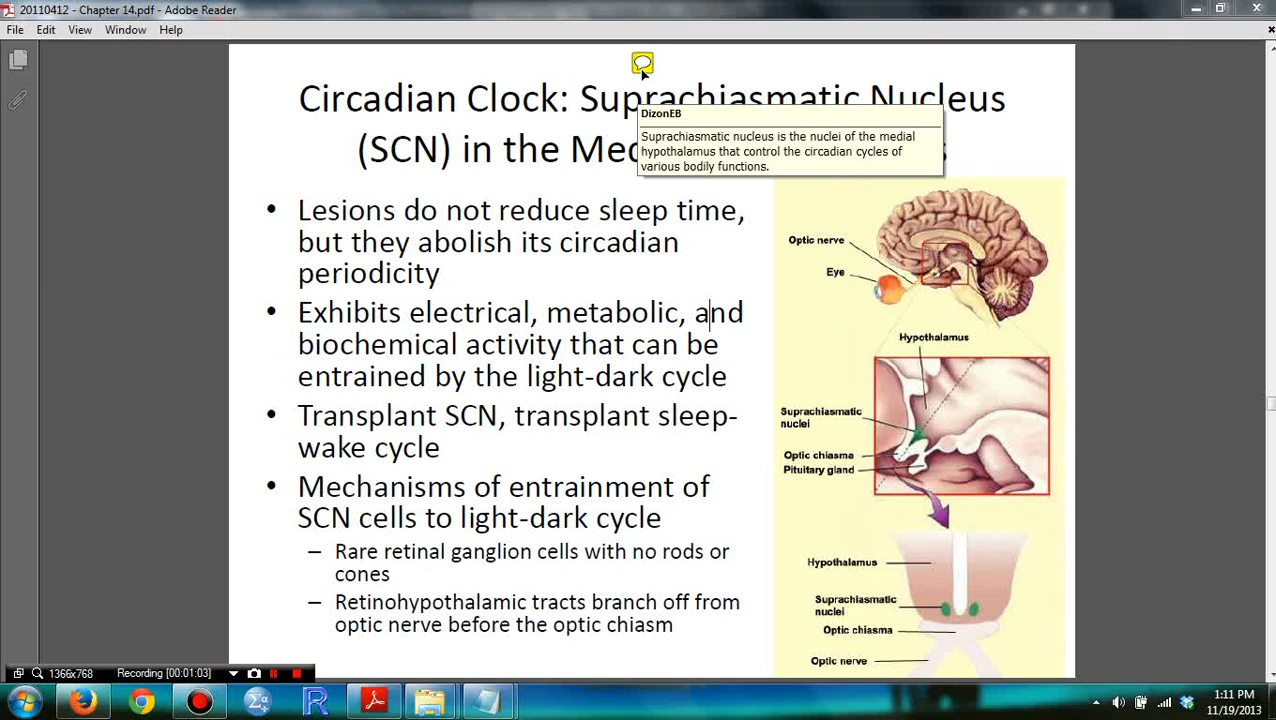 20110412 - Chapter 14.pdf - Adobe Reader
File Edit View Window Help
Circadian Clock: Suprachiasmatic Nucleus
(SCN) in the Med
DizonEB
Suprachiasmatic nucleus is the nuclei of the medial
hypothalamus that control the circadian cycles of
various bodily functions.
• Lesions do not reduce sleep time,
but they abolish its circadian
periodicity
• Exhibits electrical, metabolic, and
biochemical activity that can be
entrained by the light-dark cycle
• Transplant SCN, transplant sleep-
wake cycle
• Mechanisms of entrainment of
SCN cells to light-dark cycle
– Rare retinal ganglion cells with no rods or
cones
– Retinohypothalamic tracts branch off from
optic nerve before the optic chiasm
Optic nerve
Eye
Hypothalamus
Suprachiasmatic
nuclei
Optic chiasma
Pituitary gland
Hypothalamus
Suprachiasmatic
nuclei
Optic chiasma
Optic nerve
1366x768 Recording [00:01:03]
1:11 PM
11/19/2013